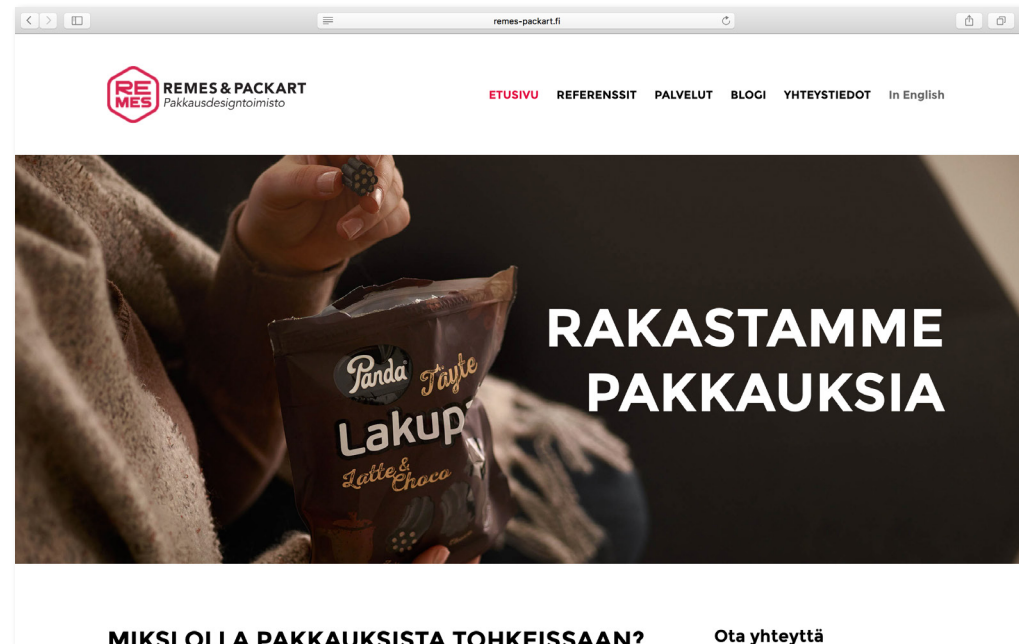 remes-packart.fi
RE
MES
REMES & PACKART
Pakkausdesigntoimisto
ETUSIVU REFERENSSIT PALVELUT BLOGI YHTEYSTIEDOT In English
Panda Täyte
Latte &
Choco
RAKASTAMME
PAKKAUKSIA
MIKSI OLLA PAKKAUKSISTA TOHKEISSAAN?
Ota yhteyttä